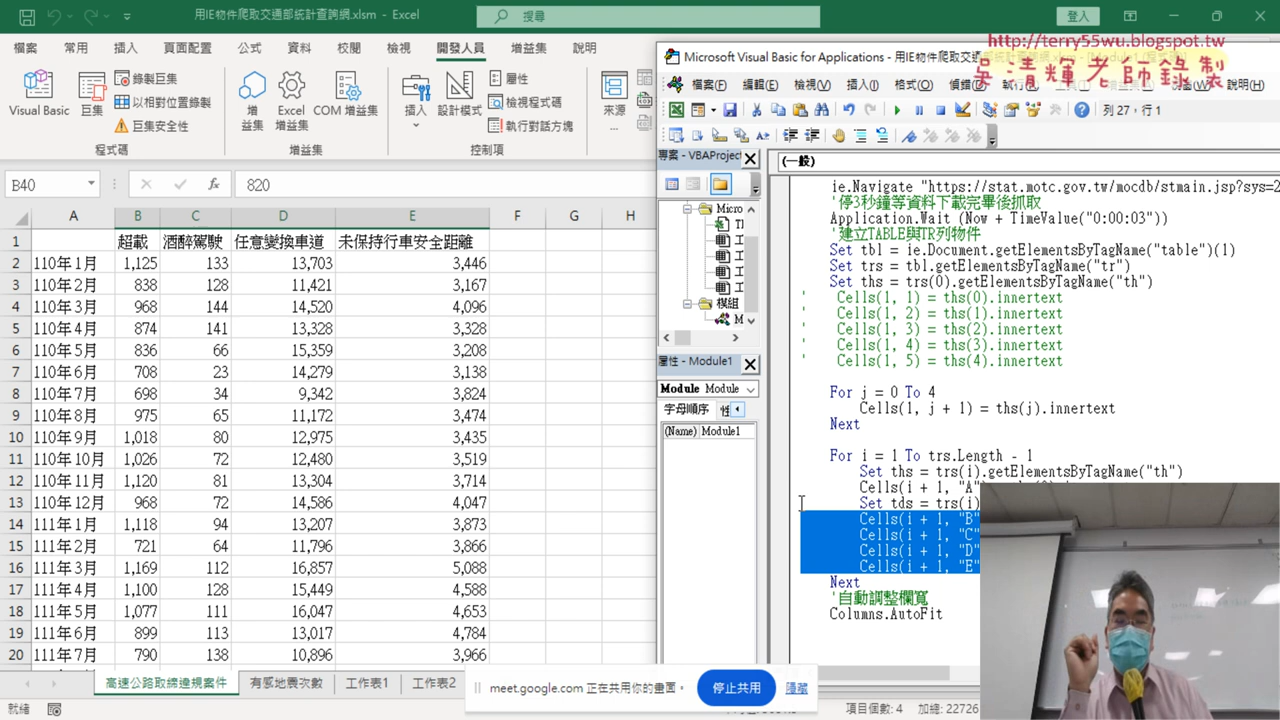 用IE物件爬取交通部統計查詢網.xlsm - Excel
搜尋
登入
檔案 常用 插入 頁面配置 公式 資料 校閱 檢視 開發人員 增益集 說明
Visual Basic 巨集 錄製巨集 以相對位置錄製 巨集安全性
增益集 Excel 增益集 COM 增益集
插入 設計模式 屬性 檢視程式碼 執行對話方塊
來源
程式碼 增益集 控制項
B40 820
A B C D E F G H
1 超載 酒醉駕駛 任意變換車道 未保持行車安全距離
2 110年1月 1,125 133 13,703 3,446
3 110年2月 838 128 11,421 3,167
4 110年3月 968 144 14,520 4,096
5 110年4月 874 141 13,328 3,328
6 110年5月 836 66 15,359 3,208
7 110年6月 708 23 14,279 3,138
8 110年7月 698 34 9,342 3,824
9 110年8月 975 65 11,172 3,474
10 110年9月 1,018 80 12,975 3,435
11 110年10月 1,026 72 12,480 3,519
12 110年11月 1,120 81 13,304 3,714
13 110年12月 968 72 14,586 4,047
14 111年1月 1,118 94 13,207 3,873
15 111年2月 721 64 11,796 3,866
16 111年3月 1,169 112 16,857 5,088
17 111年4月 1,100 128 15,449 4,588
18 111年5月 1,077 111 16,047 4,653
19 111年6月 899 113 13,017 4,784
20 111年7月 790 138 10,896 3,966
高速公路取締違規案件 有感地震次數 工作表1 工作表2
就緒
項目個數: 4 加總: 22726
meet.google.com 正在共用你的畫面。 停止共用 隱藏
http://terry55wu.blogspot.tw
吳清輝老師錄製
Microsoft Visual Basic for Applications - 用IE物件爬取交通部統計查詢網
檔案(F) 編輯(E) 檢視(V) 插入(I) 格式(O) 說明(H)
列 27，行 1
專案 - VBAProject
Micro
模組
屬性 - Module1
Module Module
字母順序
(Name) Module1
(一般)
ie.Navigate "https://stat.motc.gov.tw/mocdb/stmain.jsp?sys=2
'停3秒鐘等資料下載完畢後抓取
Application.Wait (Now + TimeValue("0:00:03"))
'建立TABLE與TR列物件
Set tbl = ie.Document.getElementsByTagName("table")(1)
Set trs = tbl.getElementsByTagName("tr")
Set ths = trs(0).getElementsByTagName("th")
' Cells(1, 1) = ths(0).innertext
' Cells(1, 2) = ths(1).innertext
' Cells(1, 3) = ths(2).innertext
' Cells(1, 4) = ths(3).innertext
' Cells(1, 5) = ths(4).innertext
For j = 0 To 4
Cells(1, j + 1) = ths(j).innertext
Next
For i = 1 To trs.Length - 1
Set ths = trs(i).getElementsByTagName("th")
Cells(i + 1, "A")
Set tds = trs(i)
Cells(i + 1, "B"
Cells(i + 1, "C"
Cells(i + 1, "D"
Cells(i + 1, "E"
Next
'自動調整欄寬
Columns.AutoFit